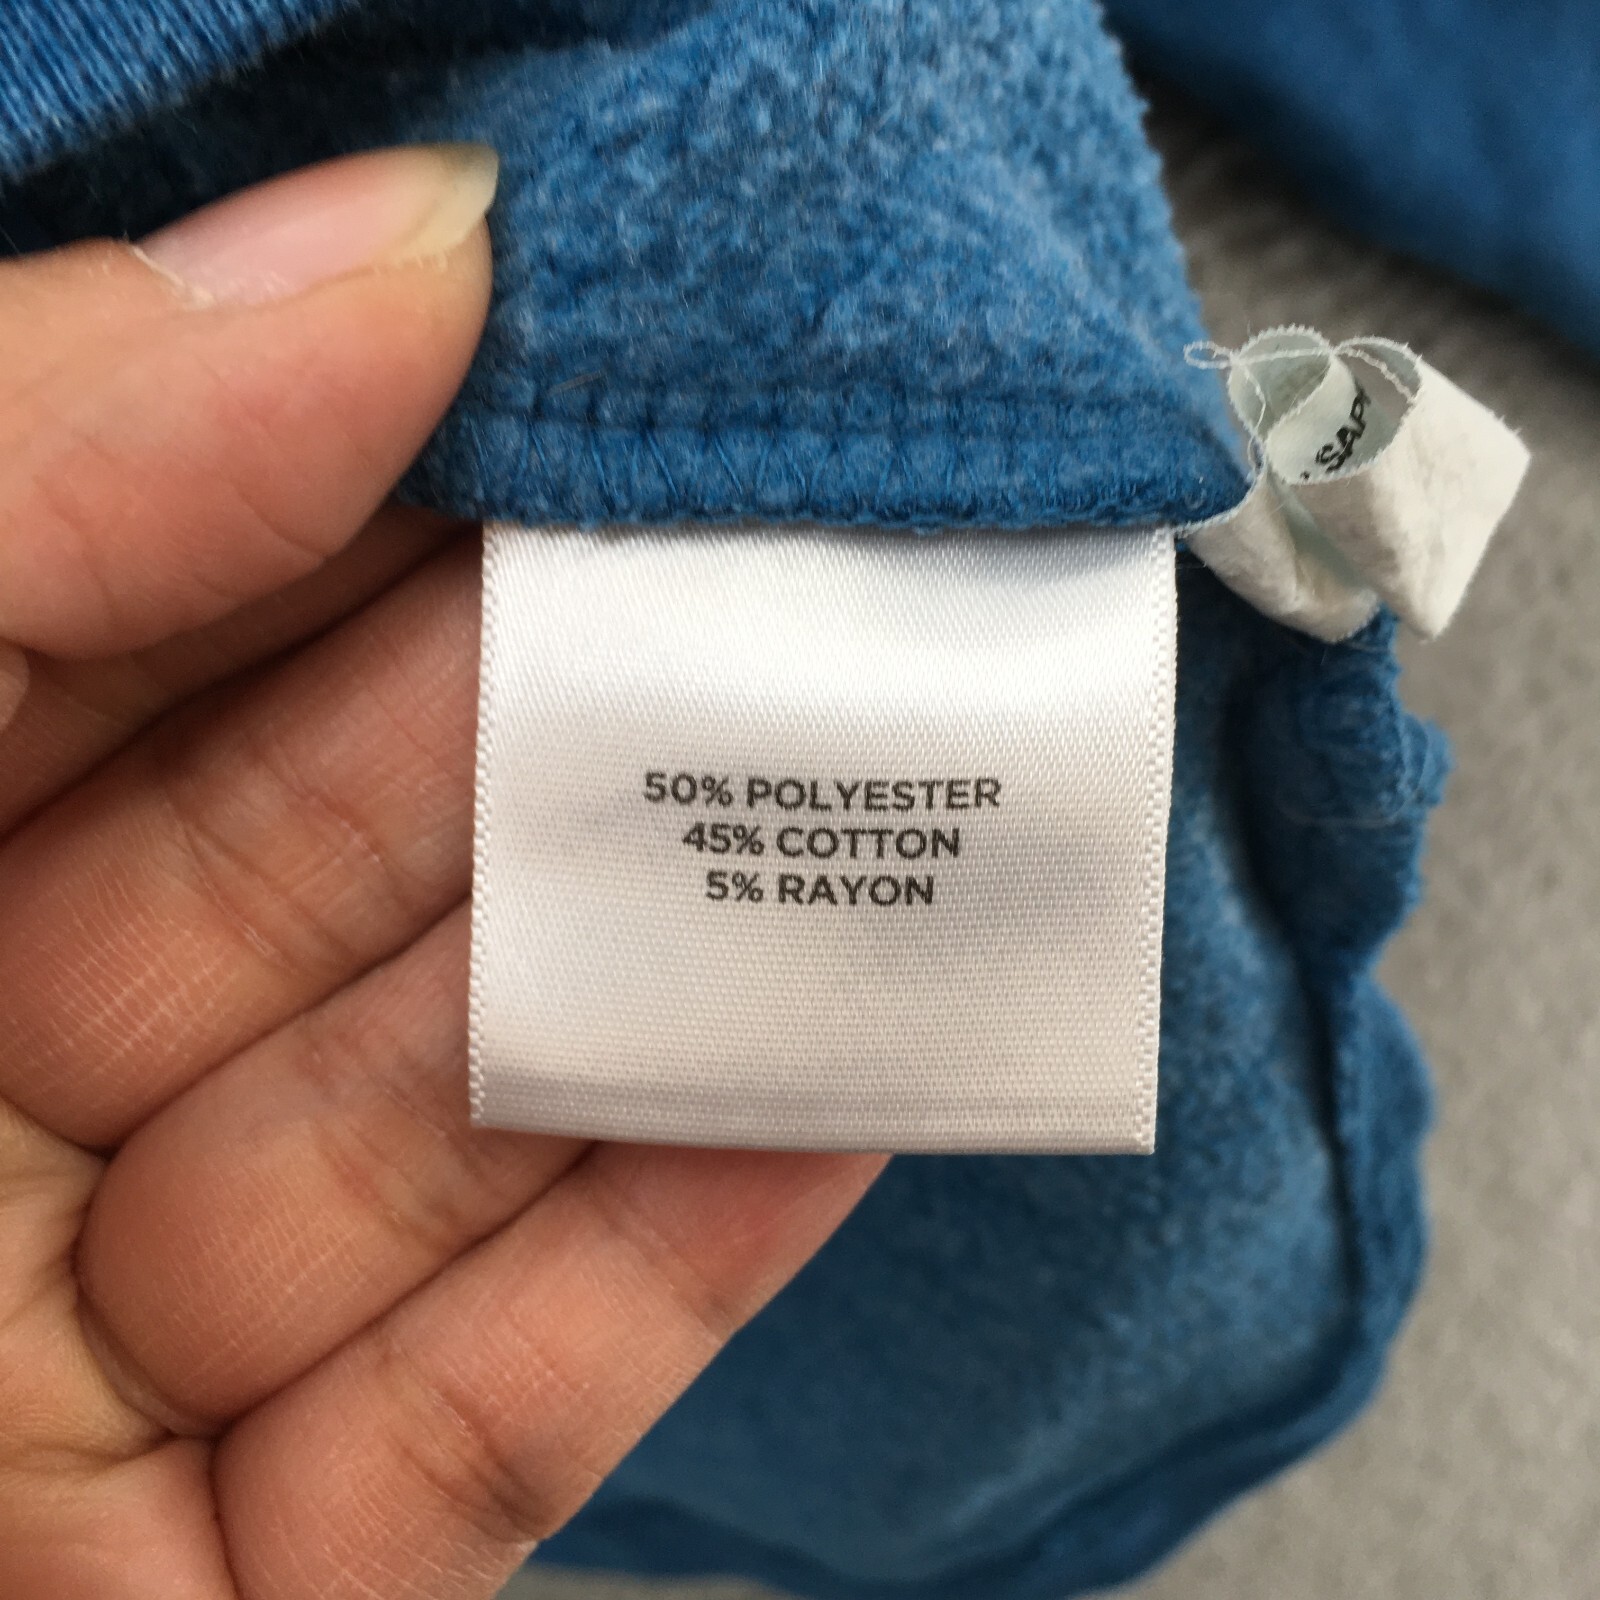 50% POLYESTER
45% COTTON
5% RAYON